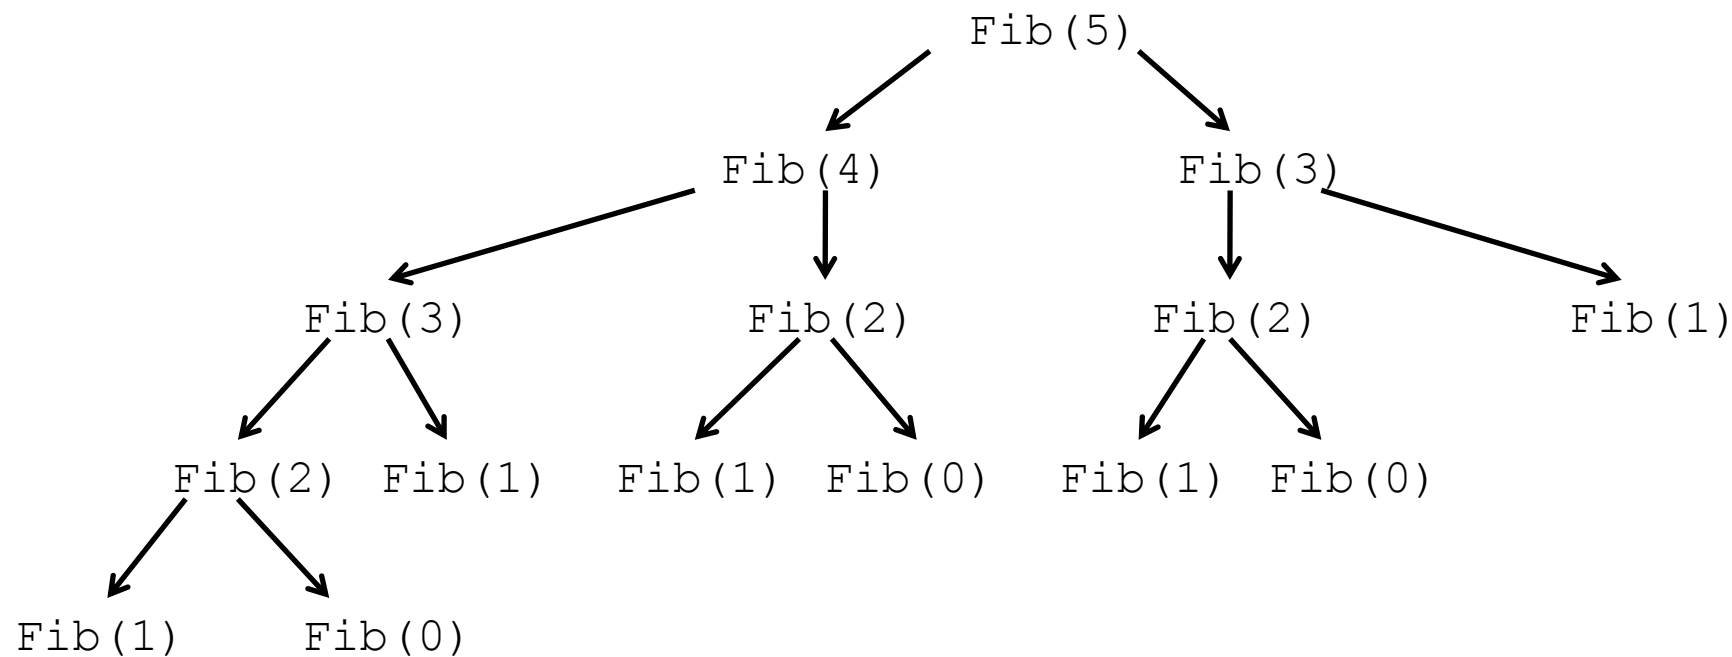 Fib(5)
Fib(4) Fib(3)
Fib(3) Fib(2) Fib(2) Fib(1)
Fib(2) Fib(1) Fib(1) Fib(0) Fib(1) Fib(0)
Fib(1) Fib(0)